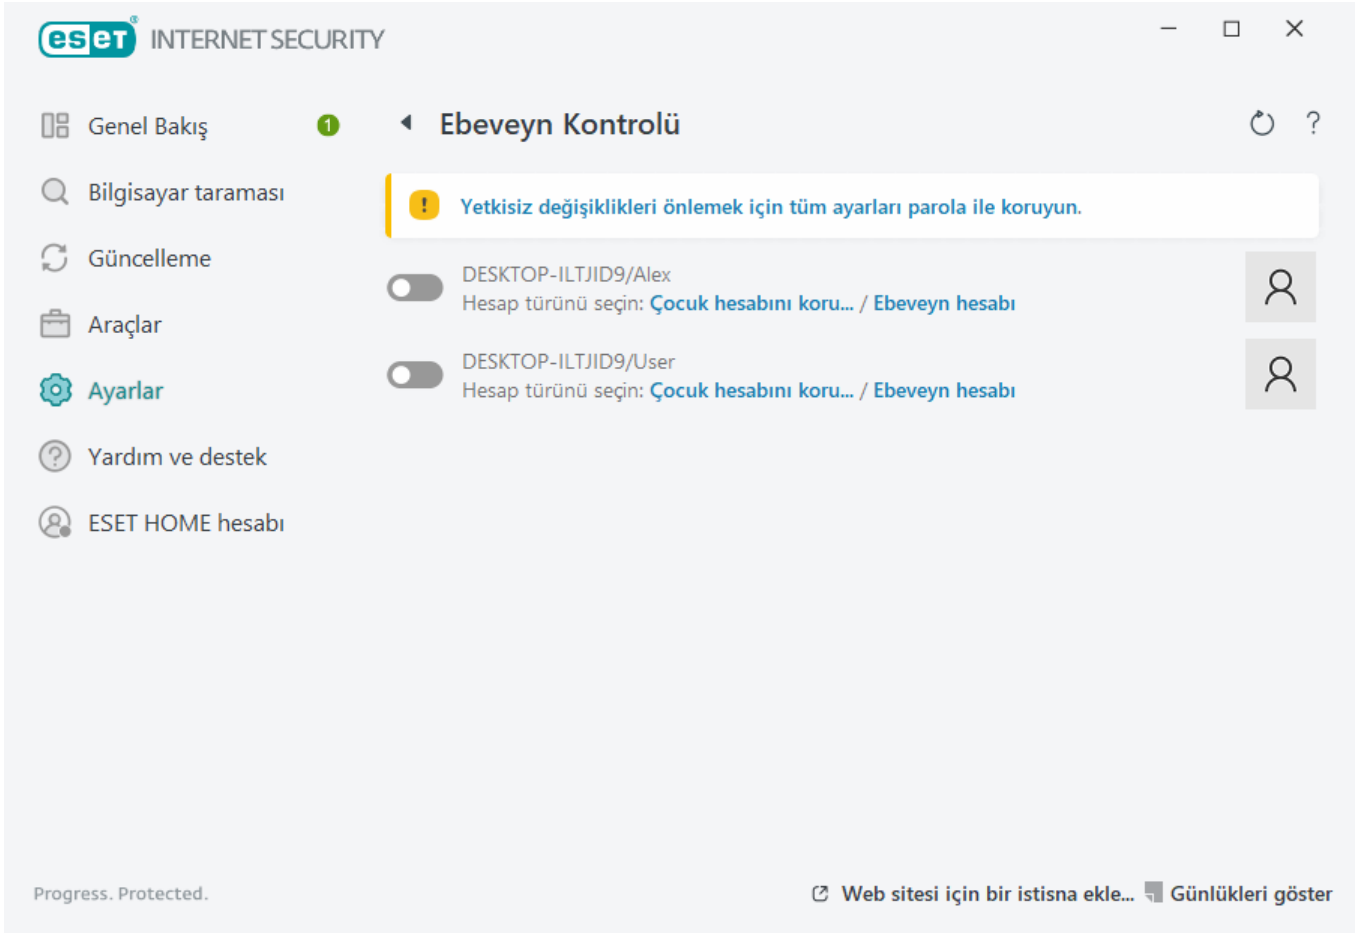 eseT® INTERNET SECURITY
Genel Bakış 1
Bilgisayar taraması
Güncelleme
Araçlar
Ayarlar
Yardım ve destek
ESET HOME hesabı
Ebeveyn Kontrolü ?
! Yetkisiz değişiklikleri önlemek için tüm ayarları parola ile koruyun.
DESKTOP-ILTJID9/Alex
Hesap türünü seçin: Çocuk hesabını koru... / Ebeveyn hesabı
DESKTOP-ILTJID9/User
Hesap türünü seçin: Çocuk hesabını koru... / Ebeveyn hesabı
Progress. Protected.
Web sitesi için bir istisna ekle... Günlükleri göster